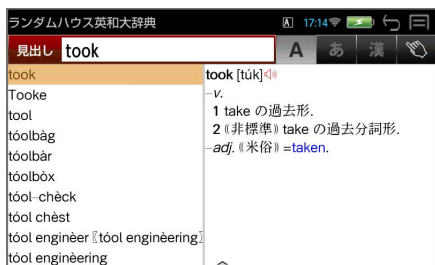 ランダムハウス英和大辞典
A 17:14
見出し took A あ 漢
took
Tooke
tool
tóolbàg
tóolbàr
tóolbòx
tóol-chèck
tóol chèst
tóol enginèer〖tóol enginèering〗
tóol enginèering
took [túk]
–v.
1 take の過去形.
2 ⦅非標準⦆ take の過去分詞形.
–adj. ⦅米俗⦆ =taken.